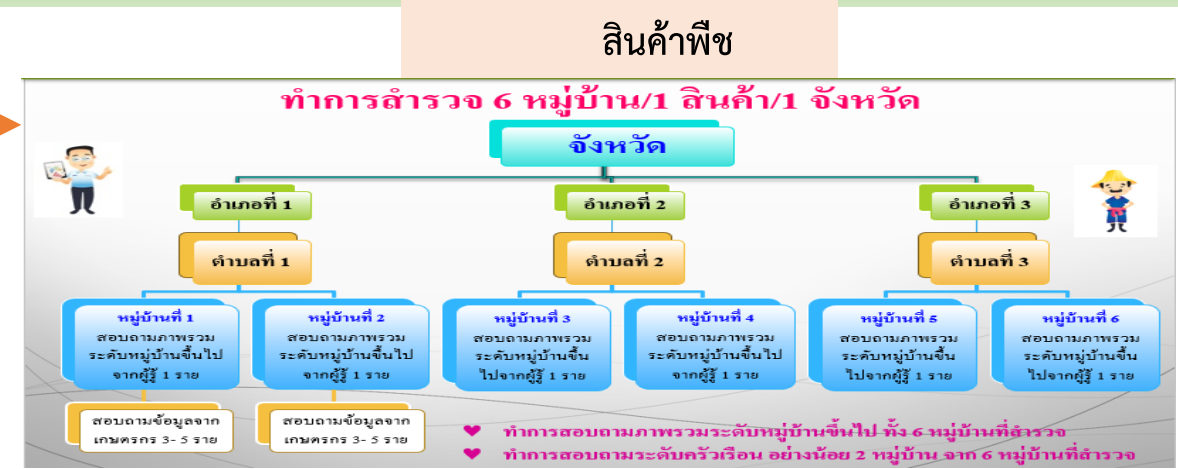 สินค้าพืช
ทำการสำรวจ 6 หมู่บ้าน/1 สินค้า/1 จังหวัด
จังหวัด
อำเภอที่ 1
อำเภอที่ 2
อำเภอที่ 3
ตำบลที่ 1
ตำบลที่ 2
ตำบลที่ 3
หมู่บ้านที่ 1
สอบถามภาพรวม
ระดับหมู่บ้านขึ้นไป
จากผู้รู้ 1 ราย
หมู่บ้านที่ 2
สอบถามภาพรวม
ระดับหมู่บ้านขึ้นไป
จากผู้รู้ 1 ราย
หมู่บ้านที่ 3
สอบถามภาพรวม
ระดับหมู่บ้านขึ้น
ไปจากผู้รู้ 1 ราย
หมู่บ้านที่ 4
สอบถามภาพรวม
ระดับหมู่บ้านขึ้นไป
จากผู้รู้ 1 ราย
หมู่บ้านที่ 5
สอบถามภาพรวม
ระดับหมู่บ้านขึ้น
ไปจากผู้รู้ 1 ราย
หมู่บ้านที่ 6
สอบถามภาพรวม
ระดับหมู่บ้านขึ้น
ไปจากผู้รู้ 1 ราย
สอบถามข้อมูลจาก
เกษตรกร 3- 5 ราย
สอบถามข้อมูลจาก
เกษตรกร 3- 5 ราย
❤ ทำการสอบถามภาพรวมระดับหมู่บ้านขึ้นไป ทั้ง 6 หมู่บ้านที่สำรวจ
❤ ทำการสอบถามระดับครัวเรือน อย่างน้อย 2 หมู่บ้าน จาก 6 หมู่บ้านที่สำรวจ